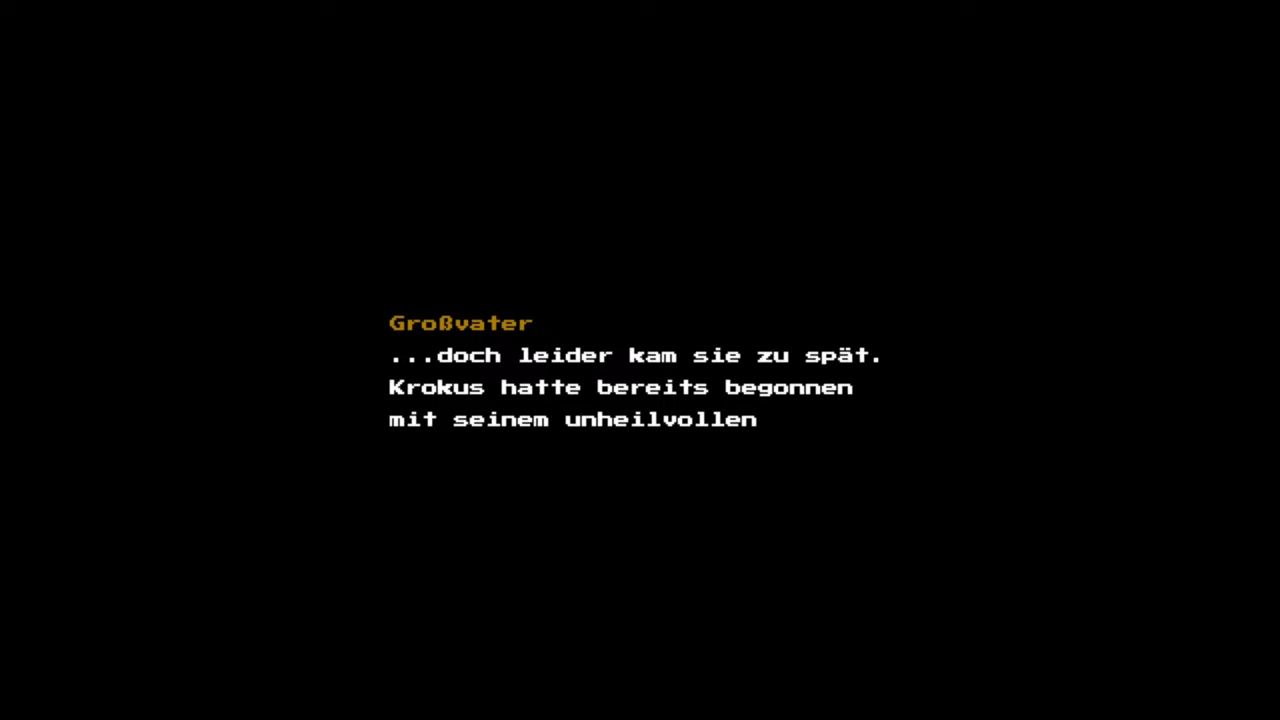 Großvater
...doch leider kam sie zu spät.
Krokus hatte bereits begonnen
mit seinem unheilvollen